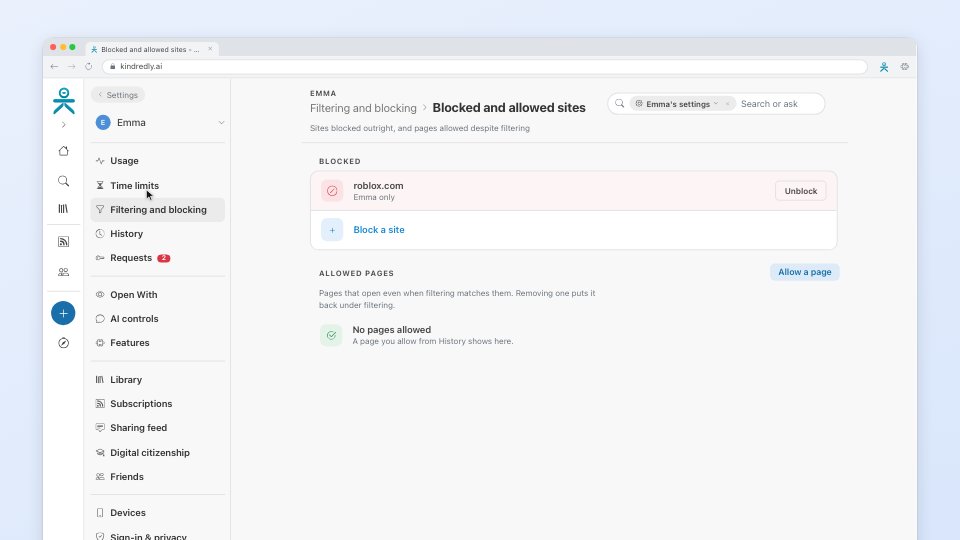 Blocked and allowed sites - ...
kindredly.ai
Settings
E Emma
Usage
Time limits
Filtering and blocking
History
Requests 2
Open With
AI controls
Features
Library
Subscriptions
Sharing feed
Digital citizenship
Friends
Devices
Sign-in & privacy
EMMA
Filtering and blocking > Blocked and allowed sites
Emma's settings Search or ask
Sites blocked outright, and pages allowed despite filtering
BLOCKED
roblox.com
Emma only
Unblock
Block a site
ALLOWED PAGES
Allow a page
Pages that open even when filtering matches them. Removing one puts it
back under filtering.
No pages allowed
A page you allow from History shows here.